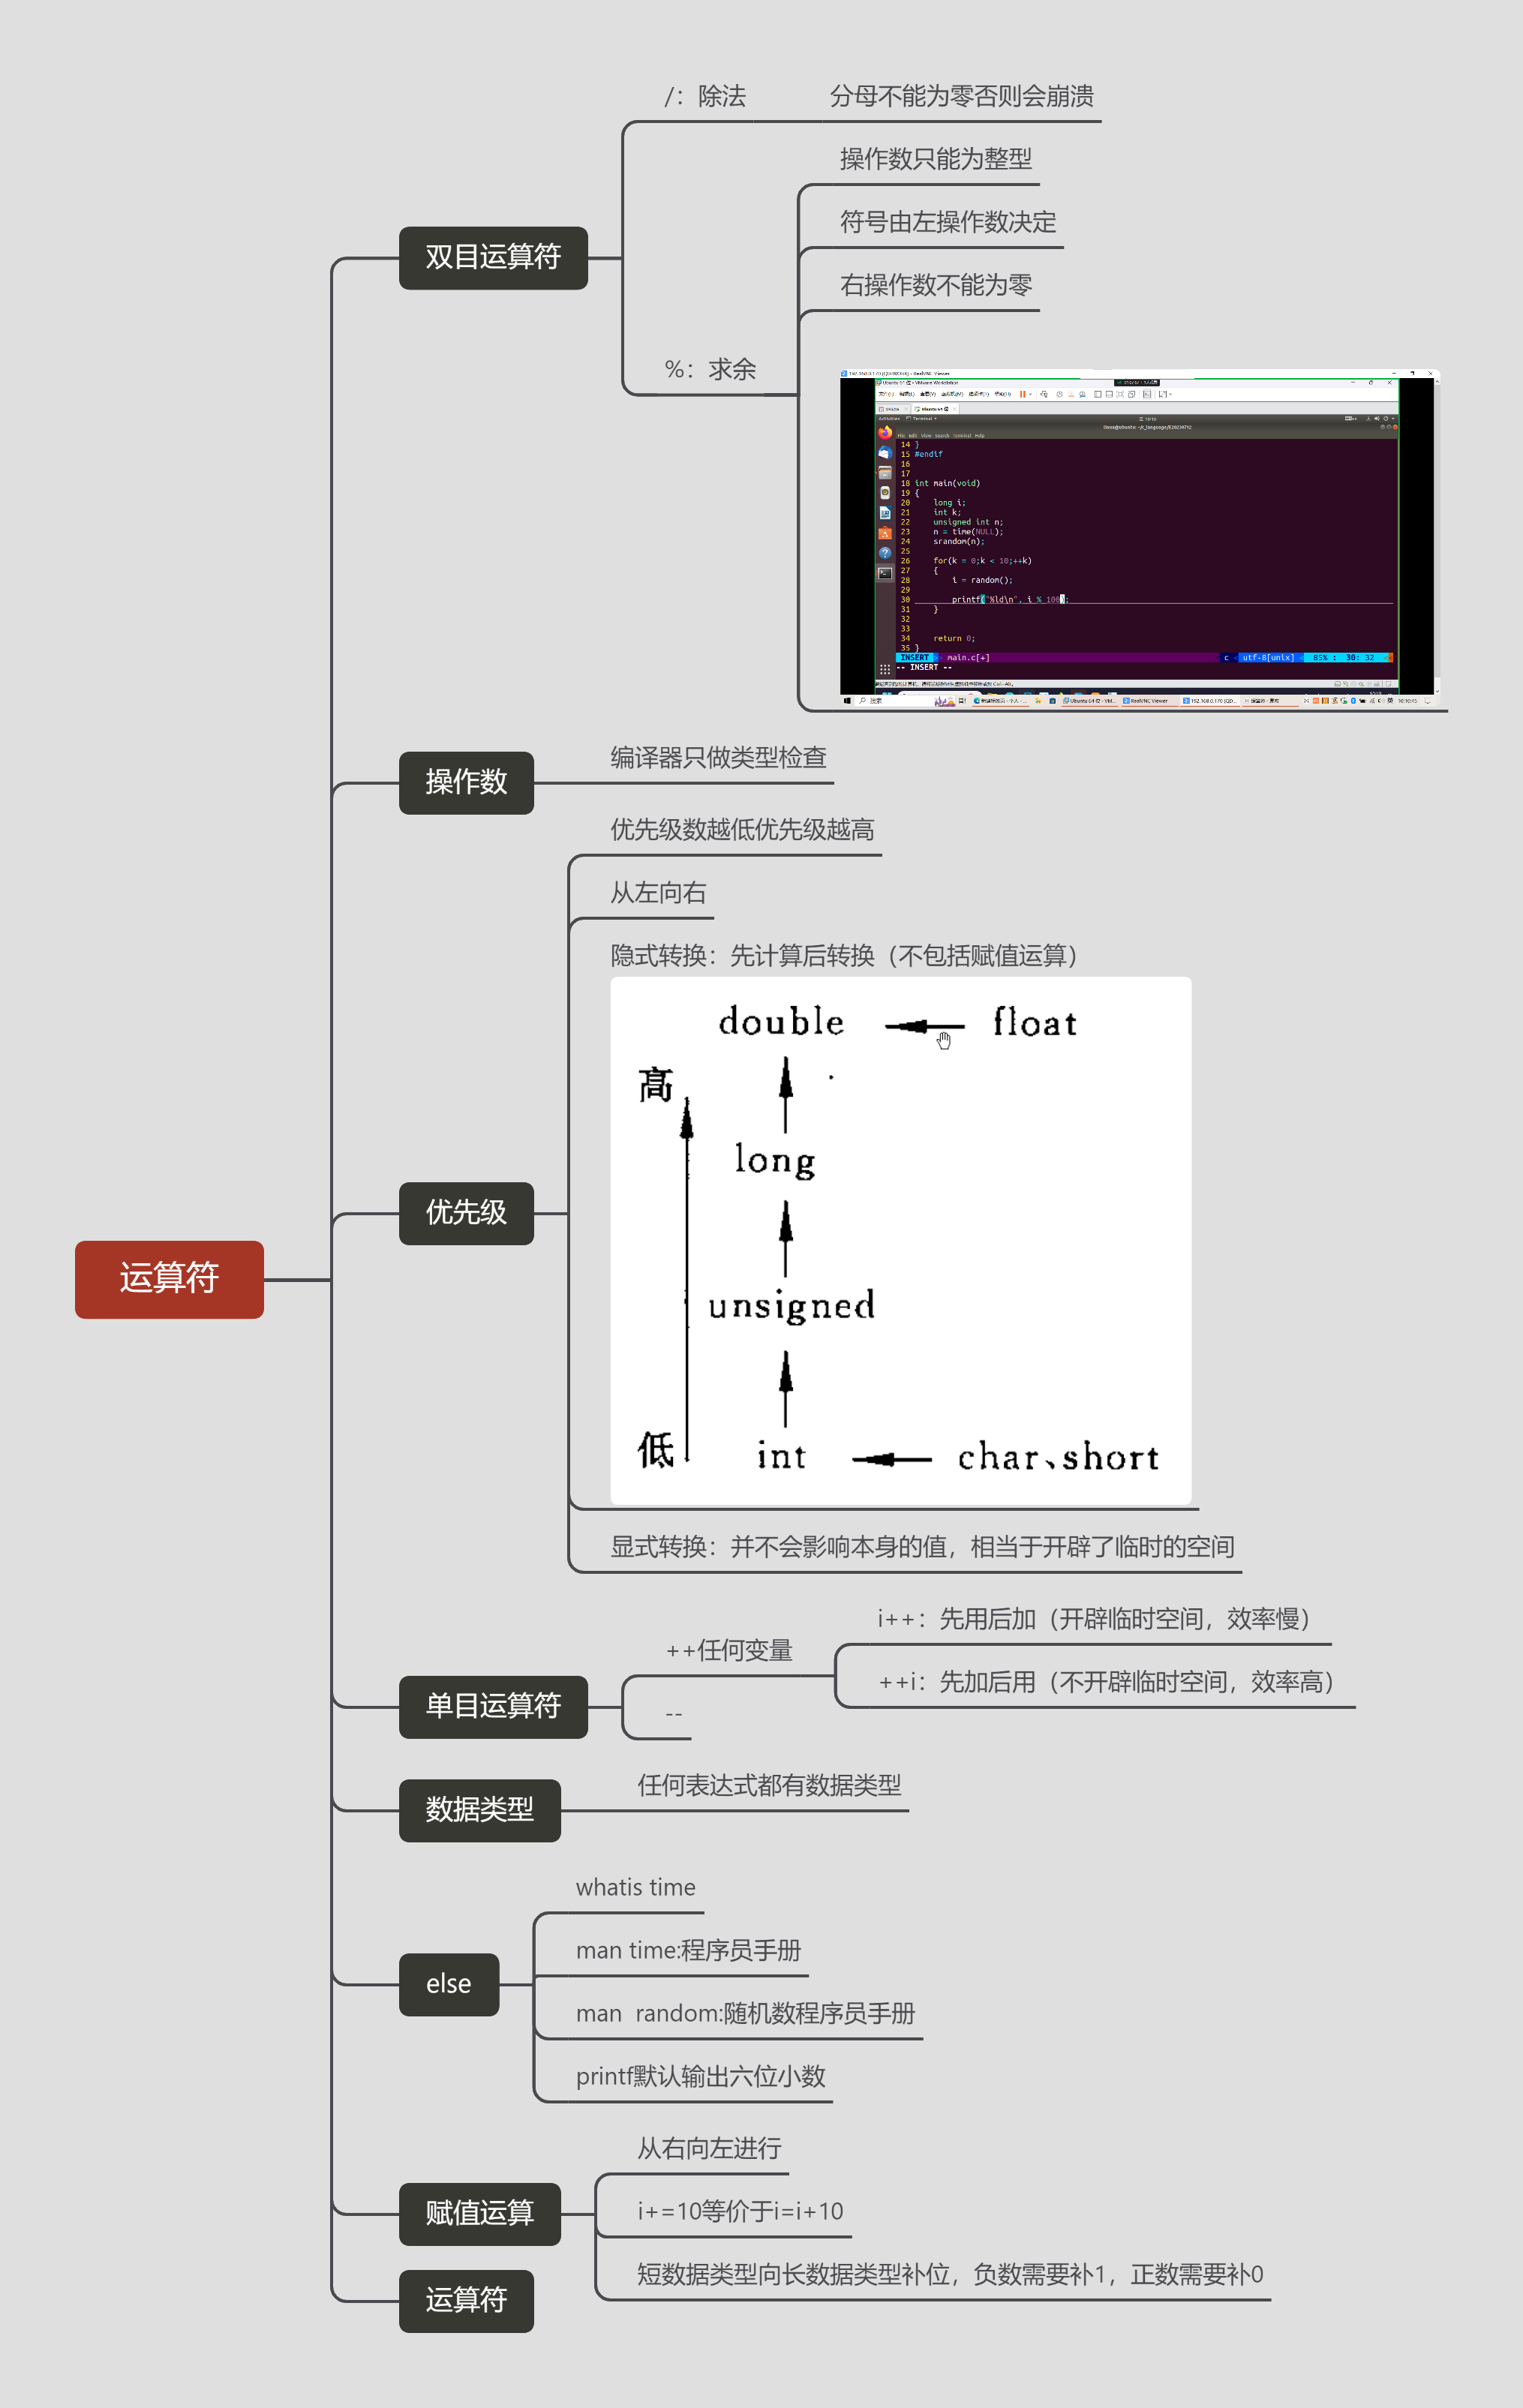 /：除法
分母不能为零否则会崩溃
操作数只能为整型
符号由左操作数决定
右操作数不能为零
双目运算符
%：求余
192.168.0.170 (QD-WORK) - RealVNC Viewer
File Edit View Search Terminal Help
14 }
15 #endif
16
17
18 int main(void)
19 {
20 long i;
21 int k;
22 unsigned int n;
23 n = time(NULL);
24 srandom(n);
25
26 for(k = 0;k < 10;++k)
27 {
28 i = random();
29
30 printf("%ld\n", i % 100);
31 }
32
33
34 return 0;
35 }
INSERT main.c[+] c utf-8[unix] 85% : 30: 32
-- INSERT --
搜索
操作数
编译器只做类型检查
优先级数越低优先级越高
从左向右
隐式转换：先计算后转换（不包括赋值运算）
double float
高
long
unsigned
低 int char、short
优先级
显式转换：并不会影响本身的值，相当于开辟了临时的空间
运算符
i++：先用后加（开辟临时空间，效率慢）
++任何变量
++i：先加后用（不开辟临时空间，效率高）
单目运算符
--
任何表达式都有数据类型
数据类型
whatis time
man time:程序员手册
else
man  random:随机数程序员手册
printf默认输出六位小数
从右向左进行
赋值运算
i+=10等价于i=i+10
短数据类型向长数据类型补位，负数需要补1，正数需要补0
运算符